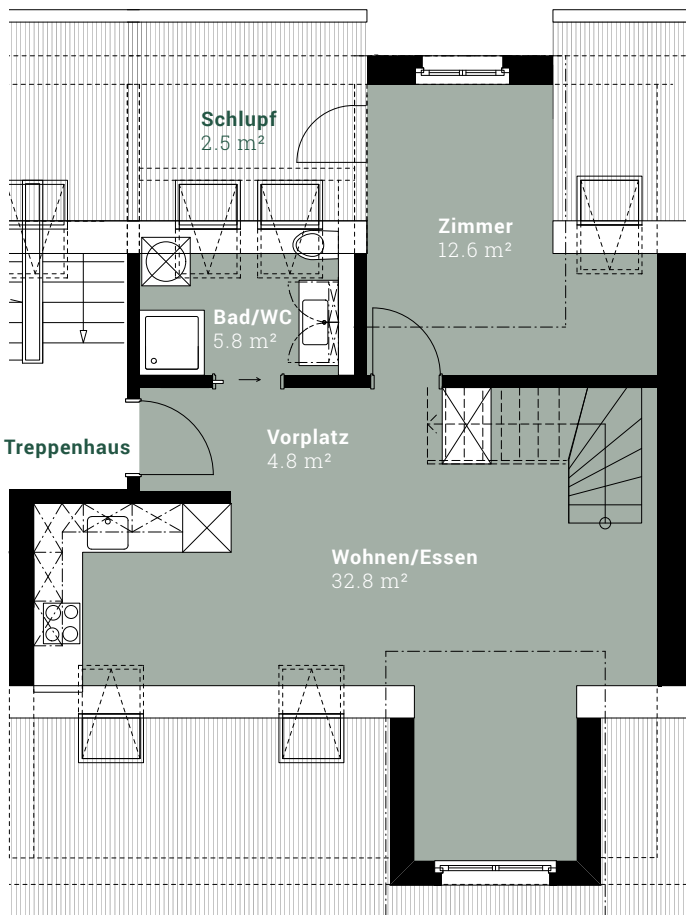 Schlupf
2.5 m²
Zimmer
12.6 m²
Bad/WC
5.8 m²
Treppenhaus
Vorplatz
4.8 m²
Wohnen/Essen
32.8 m²